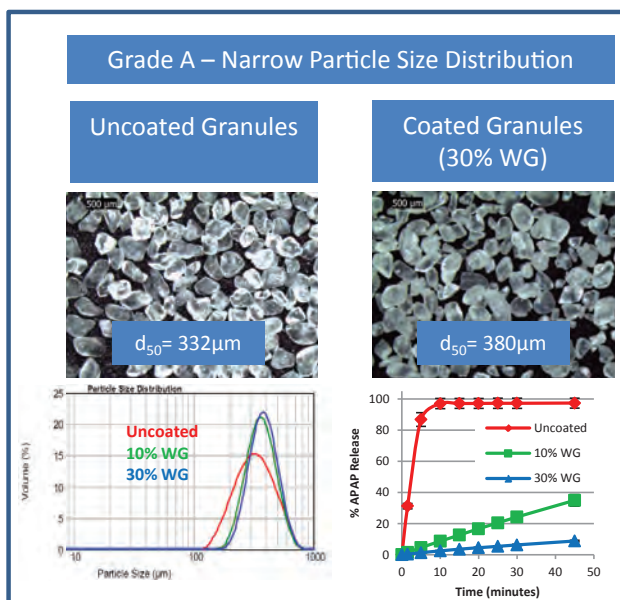 Grade A – Narrow Particle Size Distribution
Uncoated Granules
Coated Granules
(30% WG)
500 µm
500 µm
d50= 332µm
d50= 380µm
Particle Size Distribution
25
20
15
10
5
0
Volume (%)
Uncoated
10% WG
30% WG
10
100
1000
Particle Size (µm)
100
80
60
40
20
0
% APAP Release
Uncoated
10% WG
30% WG
0 10 20 30 40 50
Time (minutes)